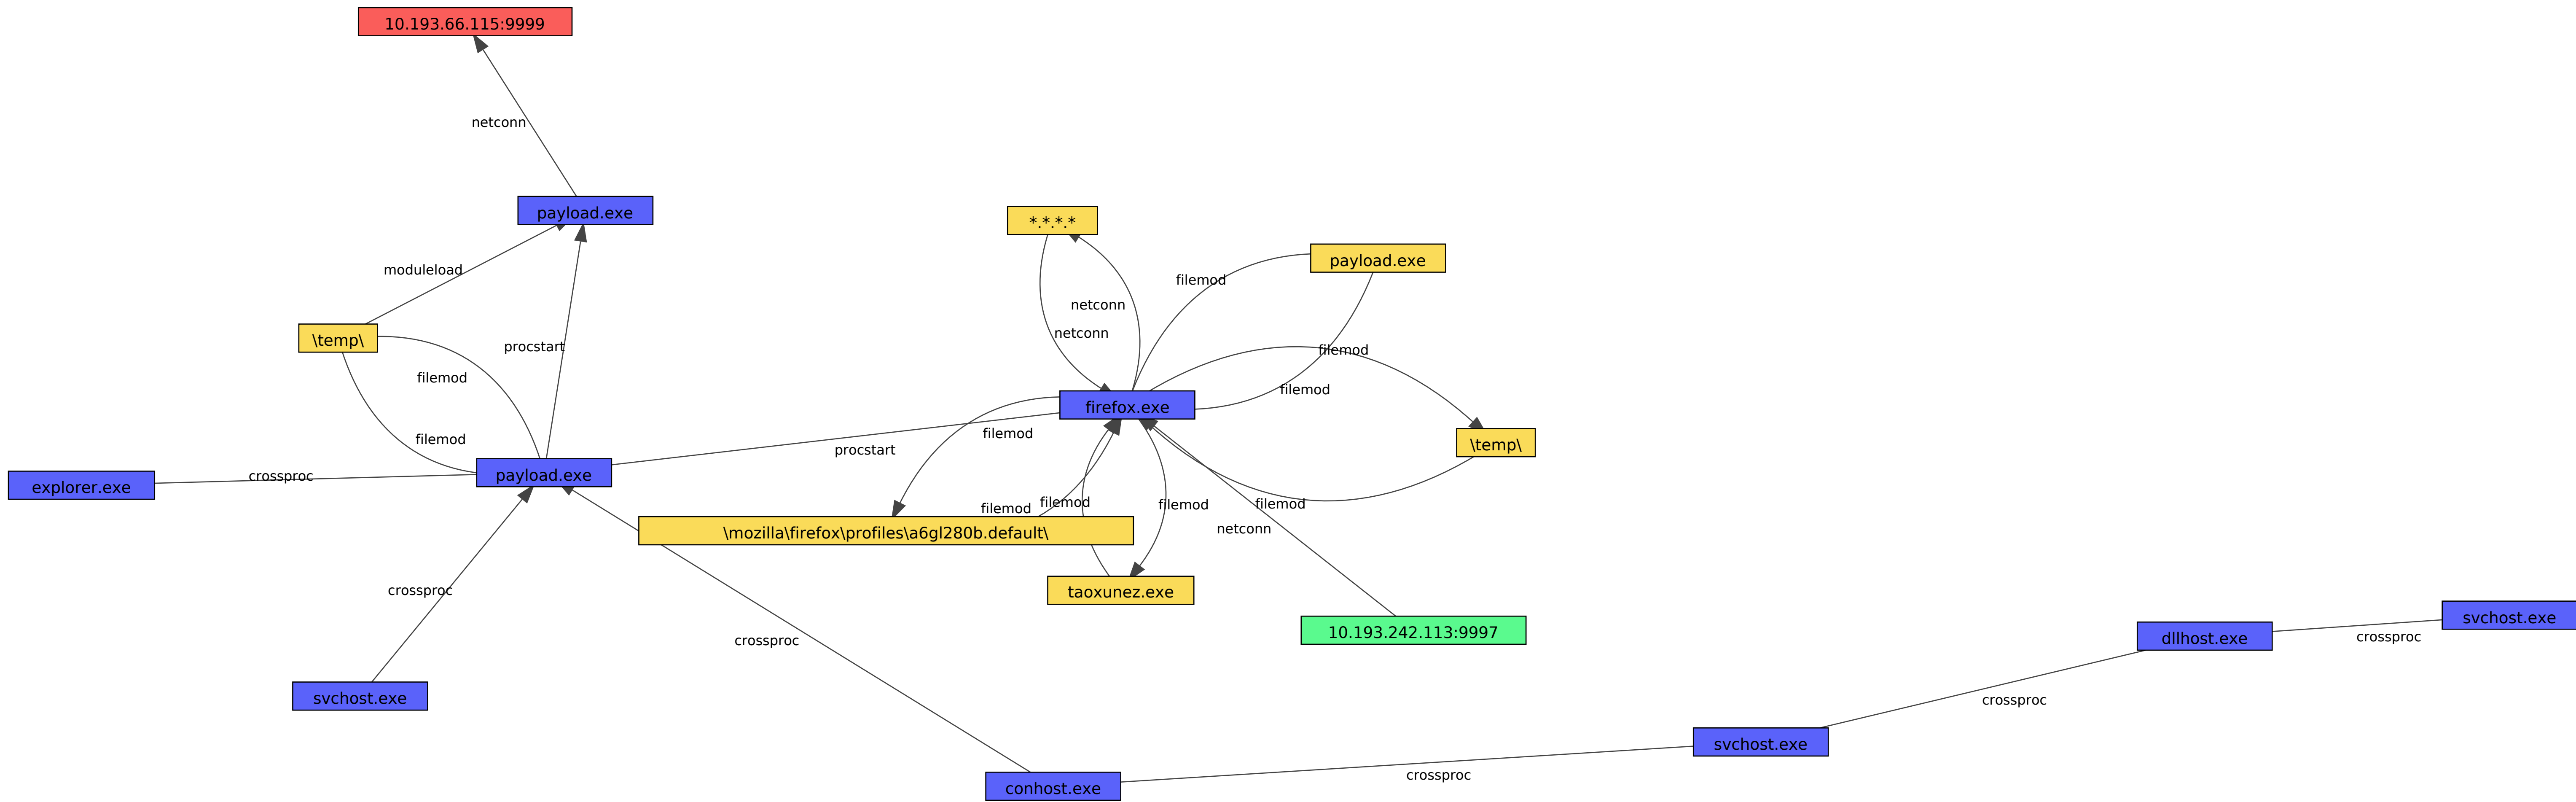 10.193.66.115:9999
netconn
payload.exe
*.*.*.*
payload.exe
moduleload
filemod
netconn
netconn
\temp\
procstart
filemod
filemod
filemod
firefox.exe
filemod
procstart
\temp\
filemod
explorer.exe
crossproc
payload.exe
filemod
filemod
filemod
filemod
netconn
\mozilla\firefox\profiles\a6gl280b.default\
crossproc
taoxunez.exe
crossproc
10.193.242.113:9997
svchost.exe
dllhost.exe
crossproc
svchost.exe
crossproc
svchost.exe
crossproc
conhost.exe